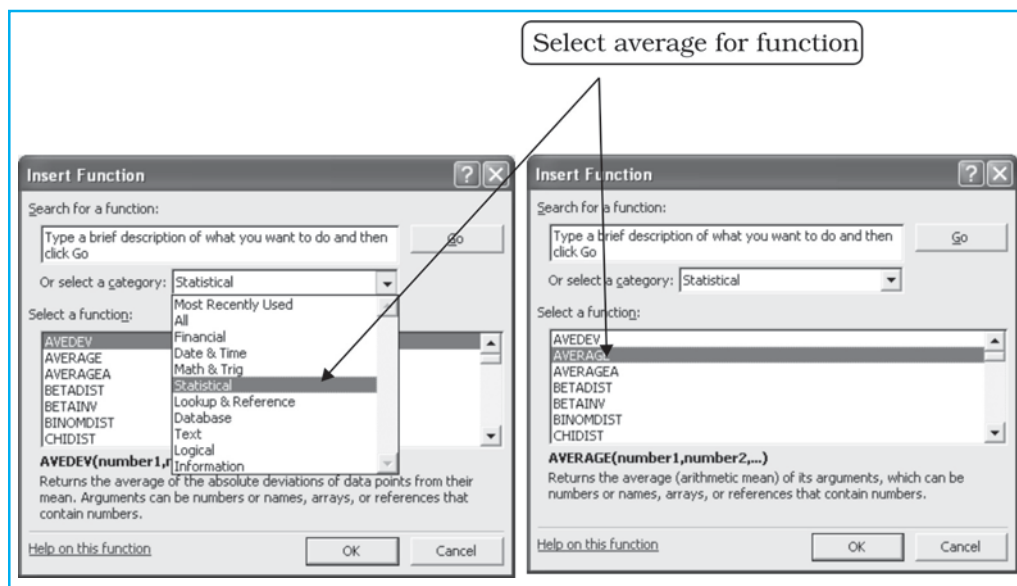 Select average for function
Insert Function
Search for a function:
Type a brief description of what you want to do and then
click Go
Go
Or select a category: Statistical
Most Recently Used
All
Financial
Date & Time
Math & Trig
Statistical
Lookup & Reference
Database
Text
Logical
Information
Select a function:
AVEDEV
AVERAGE
AVERAGEA
BETADIST
BETAINV
BINOMDIST
CHIDIST
AVEDEV(number1,
Returns the average of the absolute deviations of data points from their
mean. Arguments can be numbers or names, arrays, or references that
contain numbers.
Help on this function
OK
Cancel
Insert Function
Search for a function:
Type a brief description of what you want to do and then
click Go
Go
Or select a category: Statistical
Select a function:
AVEDEV
AVERAGE
AVERAGEA
BETADIST
BETAINV
BINOMDIST
CHIDIST
AVERAGE(number1,number2,...)
Returns the average (arithmetic mean) of its arguments, which can be
numbers or names, arrays, or references that contain numbers.
Help on this function
OK
Cancel